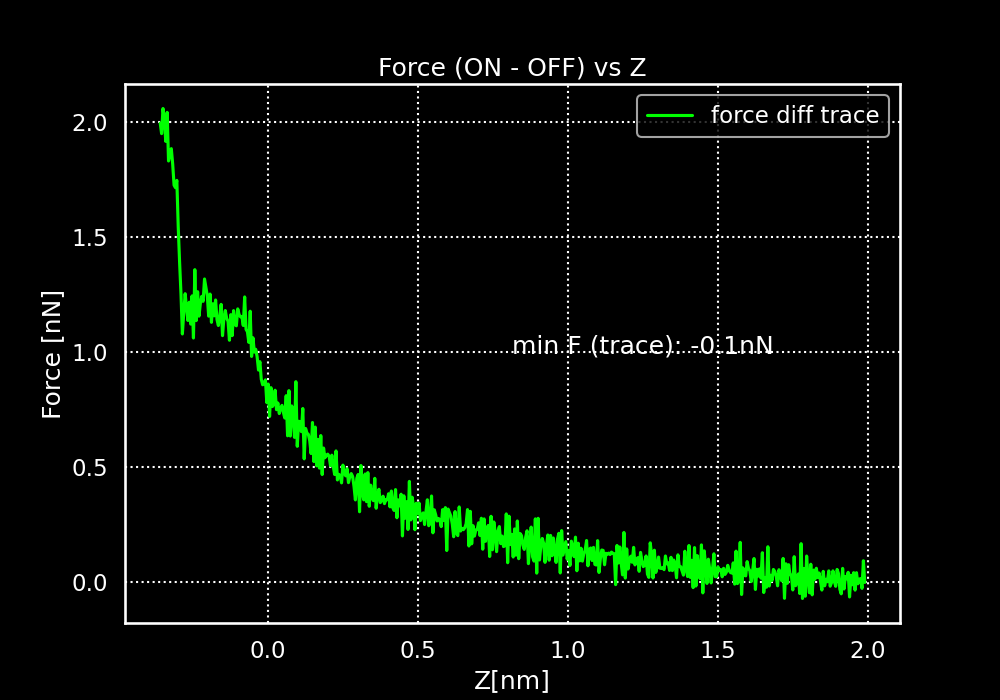 Force (ON - OFF) vs Z
force diff trace
2.0
1.5
1.0
0.5
0.0
Force [nN]
min F (trace): -0.1nN
0.0 0.5 1.0 1.5 2.0
Z[nm]